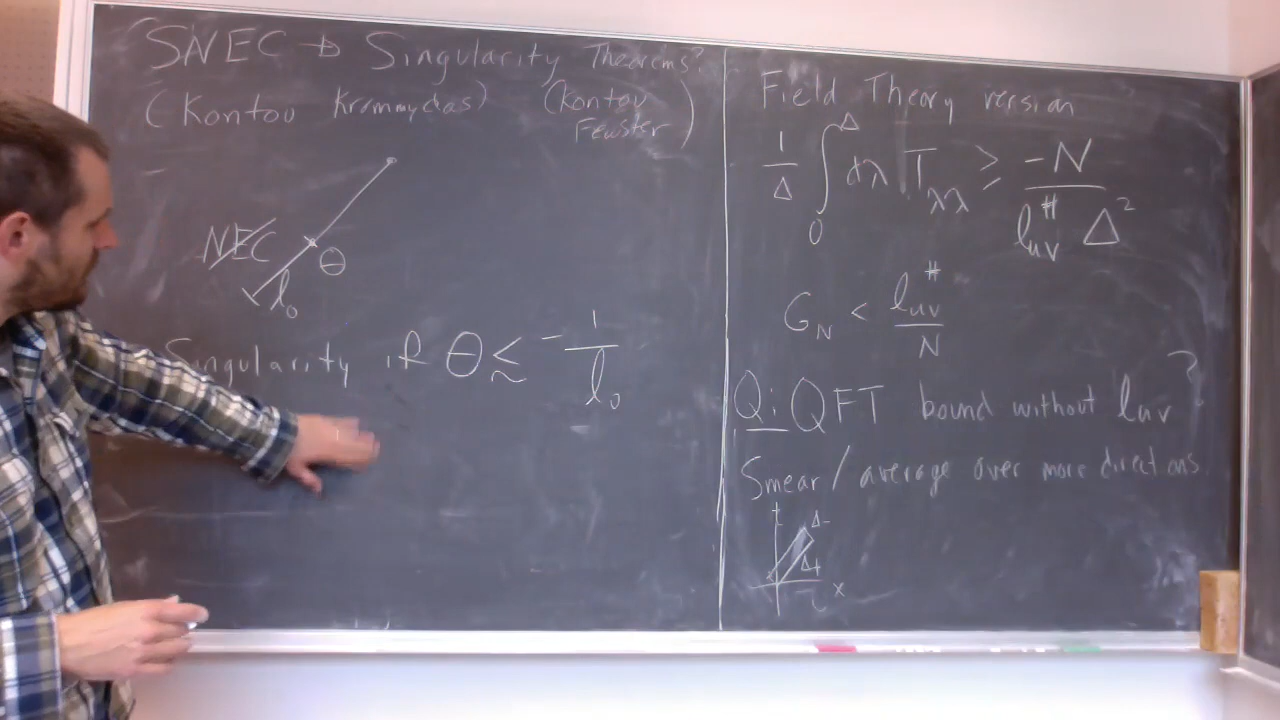 SNEC → Singularity Theorems?
(Kontou Krommydas) (Kontou Fewster)
NEC
θ
l₀
Singularity if θ ≲ -1/l₀
Field Theory version
1/Δ ∫₀^Δ dλ T_λλ ≥ -N / (l_uv^# Δ²)
G_N < l_uv^# / N
Q: QFT bound without l_uv?
Smear / average over more directions
t Δ-
Δ+
x